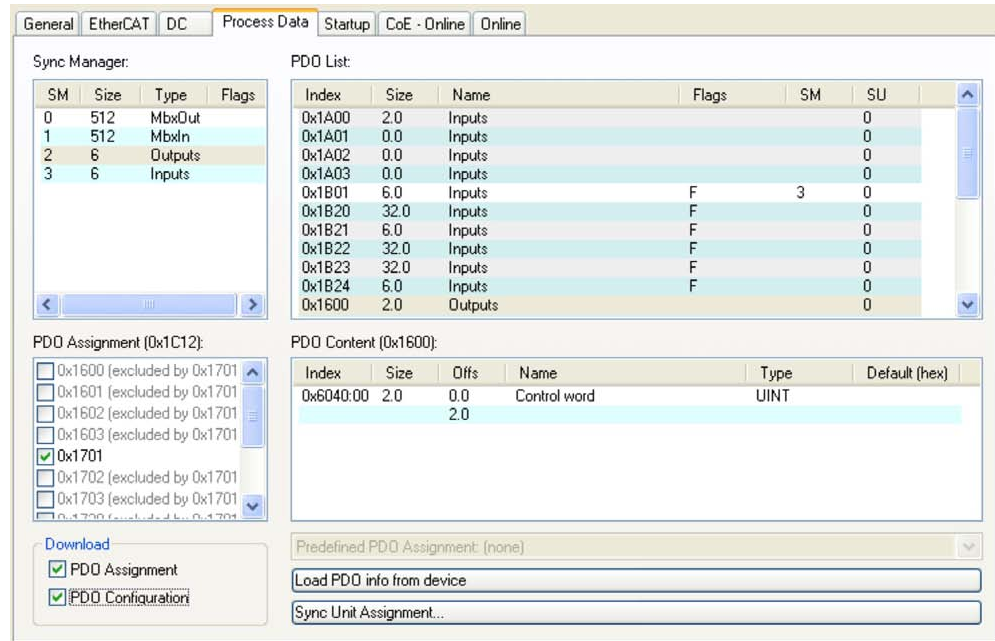 General EtherCAT DC Process Data Startup CoE - Online Online
Sync Manager:
SM Size Type Flags
0 512 MbxOut
1 512 MbxIn
2 6 Outputs
3 6 Inputs
PDO List:
Index Size Name Flags SM SU
0x1A00 2.0 Inputs 0
0x1A01 0.0 Inputs 0
0x1A02 0.0 Inputs 0
0x1A03 0.0 Inputs 0
0x1B01 6.0 Inputs F 3 0
0x1B20 32.0 Inputs F 0
0x1B21 6.0 Inputs F 0
0x1B22 32.0 Inputs F 0
0x1B23 32.0 Inputs F 0
0x1B24 6.0 Inputs F 0
0x1600 2.0 Outputs 0
PDO Assignment (0x1C12):
0x1600 (excluded by 0x1701
0x1601 (excluded by 0x1701
0x1602 (excluded by 0x1701
0x1603 (excluded by 0x1701
0x1701
0x1702 (excluded by 0x1701
0x1703 (excluded by 0x1701
PDO Content (0x1600):
Index Size Offs Name Type Default (hex)
0x6040:00 2.0 0.0 Control word UINT
2.0
Download
PDO Assignment
PDO Configuration
Predefined PDO Assignment: (none)
Load PDO info from device
Sync Unit Assignment...